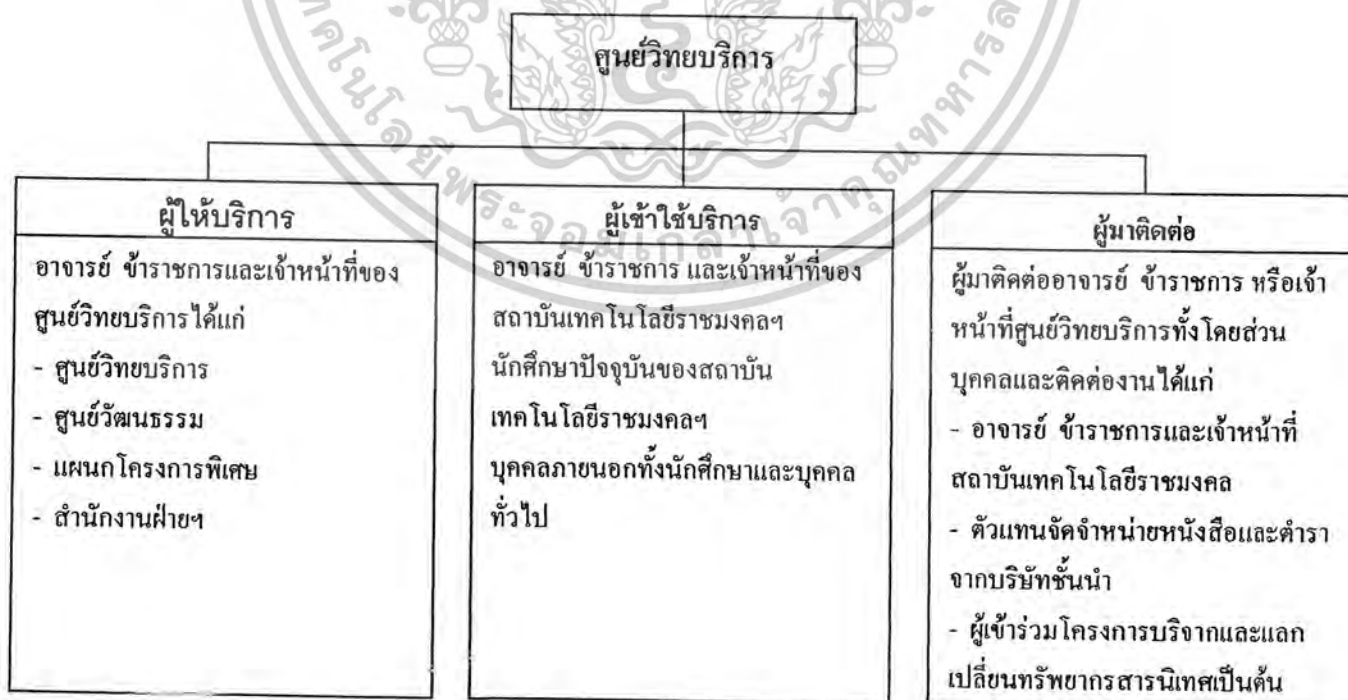 ศูนย์วิทยบริการ
ผู้ให้บริการ
อาจารย์ ข้าราชการและเจ้าหน้าที่ของ
ศูนย์วิทยบริการได้แก่
- ศูนย์วิทยบริการ
- ศูนย์วัฒนธรรม
- แผนกโครงการพิเศษ
- สำนักงานฝ่ายฯ
ผู้เข้าใช้บริการ
อาจารย์ ข้าราชการ และเจ้าหน้าที่ของ
สถาบันเทคโนโลยีราชมงคลฯ
นักศึกษาปัจจุบันของสถาบัน
เทคโนโลยีราชมงคลฯ
บุคคลภายนอกทั้งนักศึกษาและบุคคล
ทั่วไป
ผู้มาติดต่อ
ผู้มาติดต่ออาจารย์ ข้าราชการ หรือเจ้า
หน้าที่ศูนย์วิทยบริการทั้งโดยส่วน
บุคคลและติดต่องานได้แก่
- อาจารย์ ข้าราชการและเจ้าหน้าที่
สถาบันเทคโนโลยีราชมงคล
- ตัวแทนจัดจำหน่ายหนังสือและตำรา
จากบริษัทชั้นนำ
- ผู้เข้าร่วมโครงการบริจากและแลก
เปลี่ยนทรัพยากรสารนิเทศเป็นต้น
พระจอมเกล้าเจ้าคุณทหาร